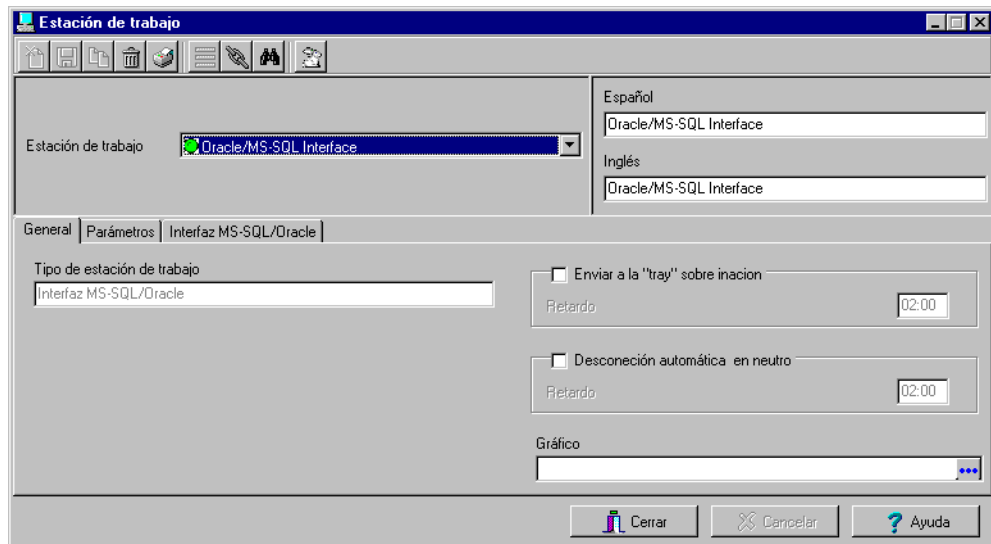 Estación de trabajo
Estación de trabajo
Oracle/MS-SQL Interface
Español
Oracle/MS-SQL Interface
Inglés
Oracle/MS-SQL Interface
General
Parámetros
Interfaz MS-SQL/Oracle
Tipo de estación de trabajo
Interfaz MS-SQL/Oracle
Enviar a la "tray" sobre inacion
Retardo
02:00
Desconeción automática en neutro
Retardo
02:00
Gráfico
Cerrar
Cancelar
Ayuda